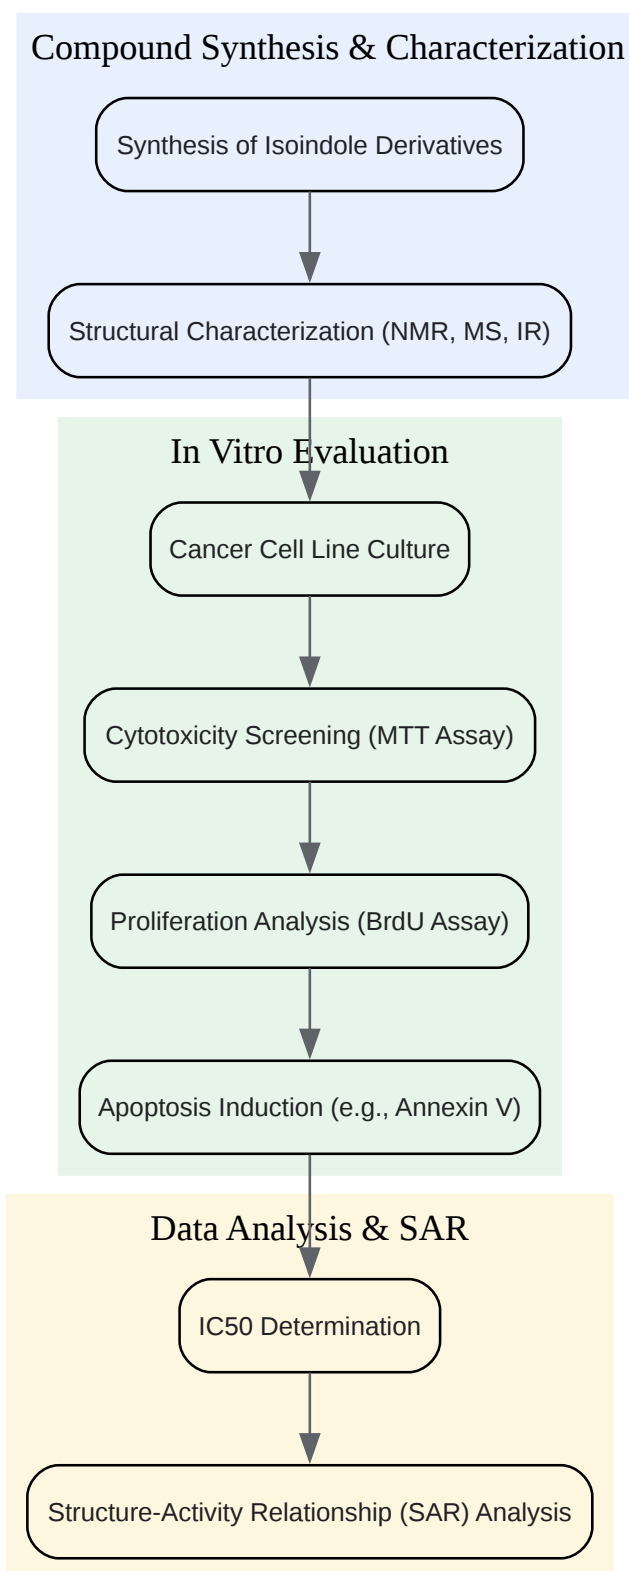 Compound Synthesis & Characterization
Synthesis of Isoindole Derivatives
Structural Characterization (NMR, MS, IR)
In Vitro Evaluation
Cancer Cell Line Culture
Cytotoxicity Screening (MTT Assay)
Proliferation Analysis (BrdU Assay)
Apoptosis Induction (e.g., Annexin V)
Data Analysis & SAR
IC50 Determination
Structure-Activity Relationship (SAR) Analysis